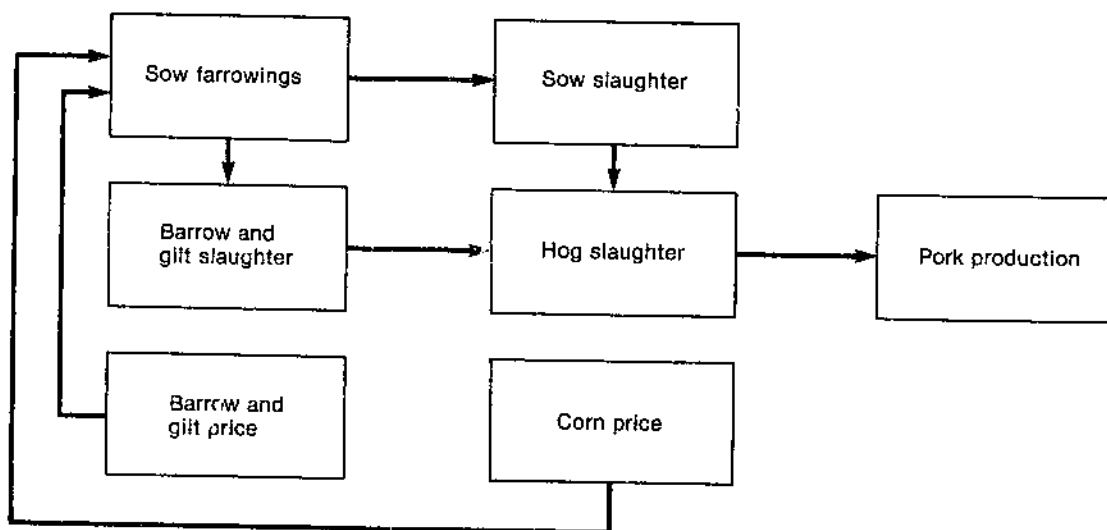 Sow farrowings
Sow slaughter
Barrow and
gilt slaughter
Hog slaughter
Pork production
Barrow and
gilt price
Corn price